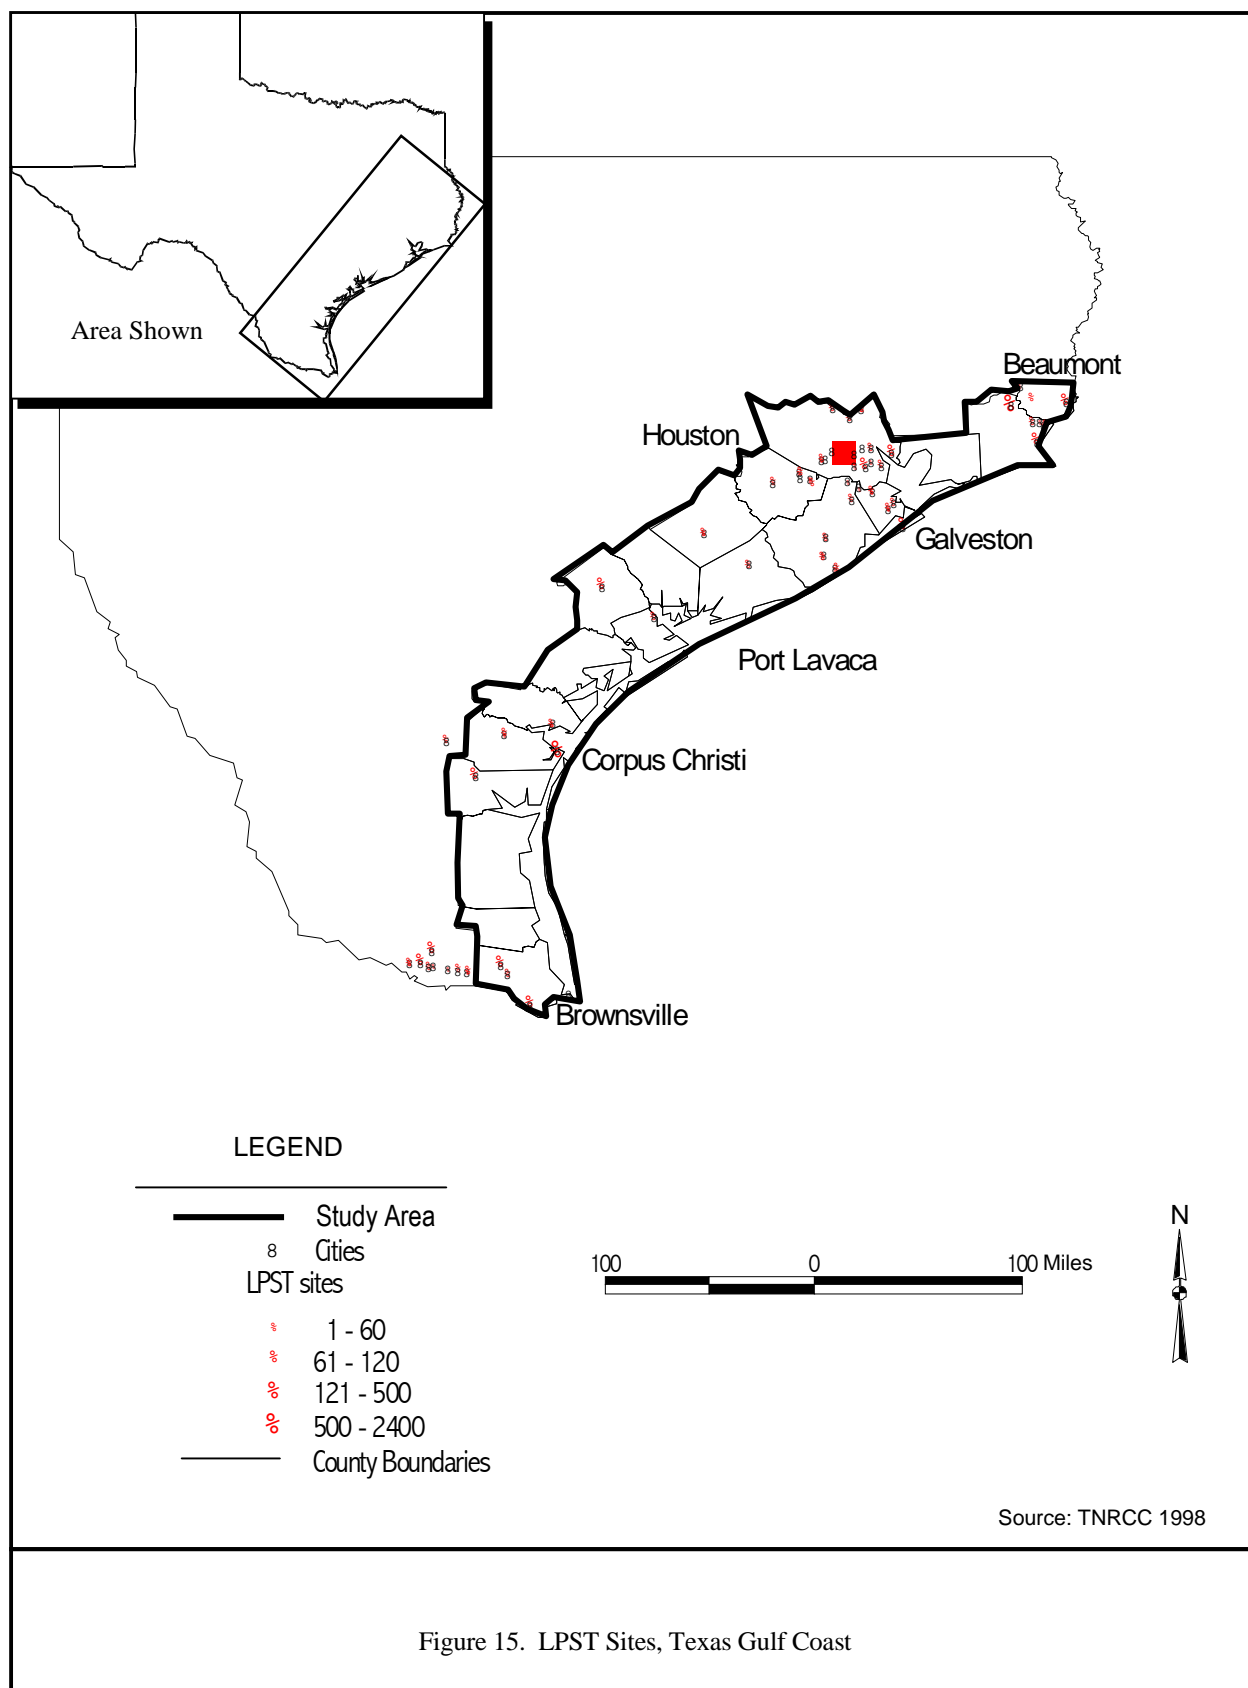 Area Shown
Beaumont
Houston
Galveston
Port Lavaca
Corpus Christi
Brownsville
LEGEND
Study Area
8 Cities
LPST sites
% 1 - 60
% 61 - 120
% 121 - 500
% 500 - 2400
County Boundaries
100 0 100 Miles
N
Source: TNRCC 1998
Figure 15. LPST Sites, Texas Gulf Coast